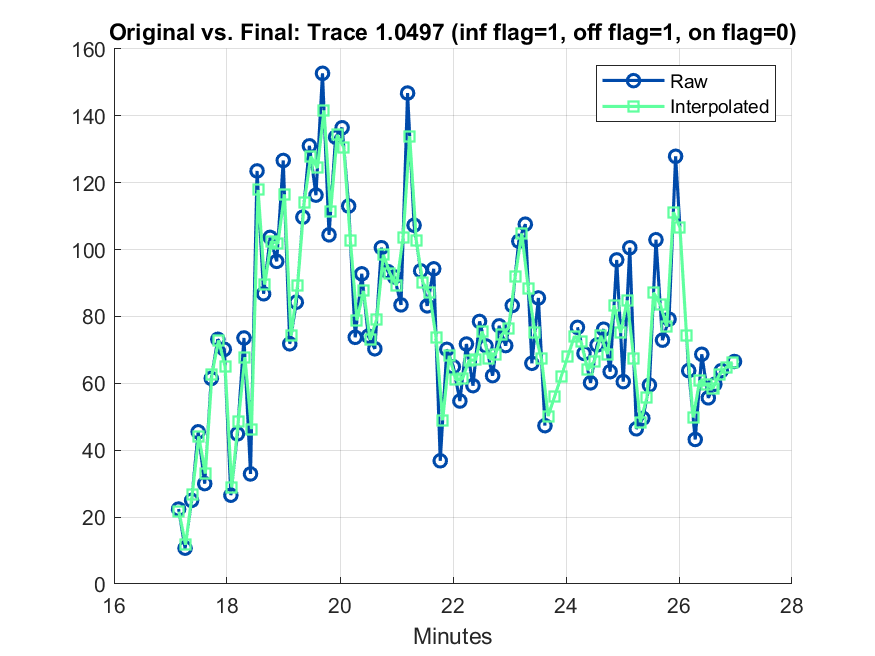 Original vs. Final: Trace 1.0497 (inf flag=1, off flag=1, on flag=0)
160
140
120
100
80
60
40
20
0
Raw
Interpolated
16 18 20 22 24 26 28
Minutes